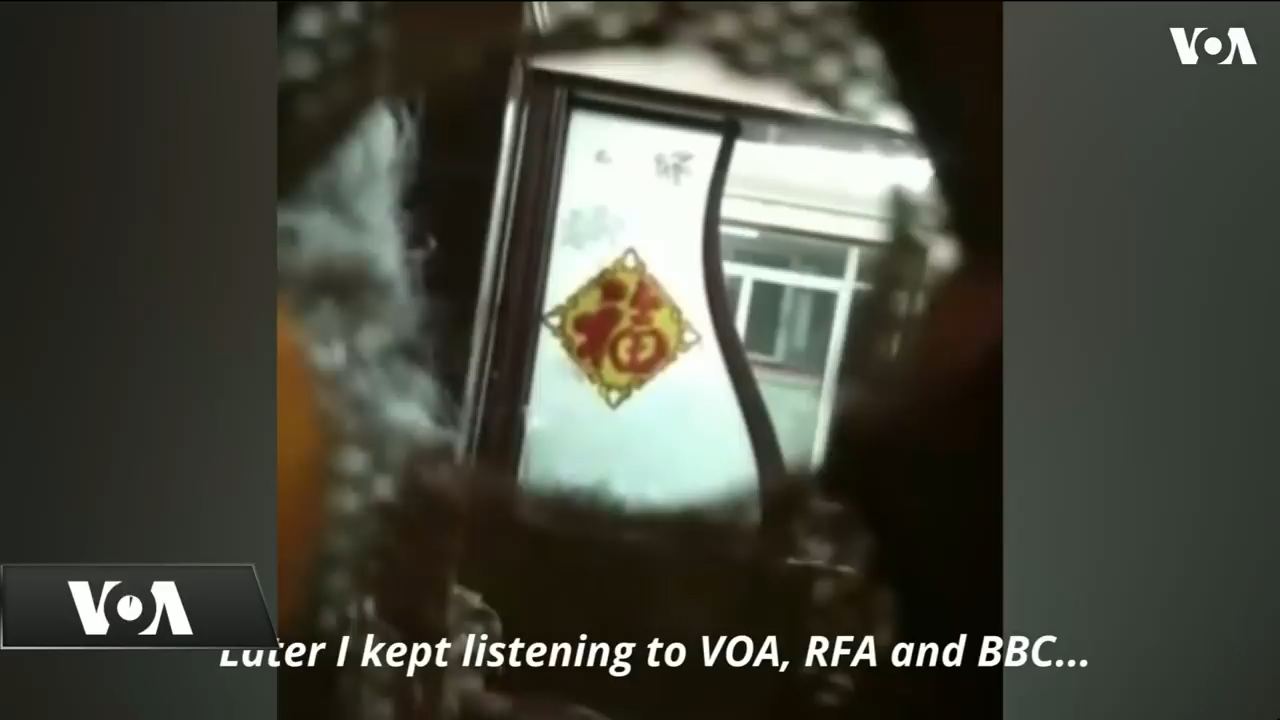 VOA
福
VOA
Later I kept listening to VOA, RFA and BBC...